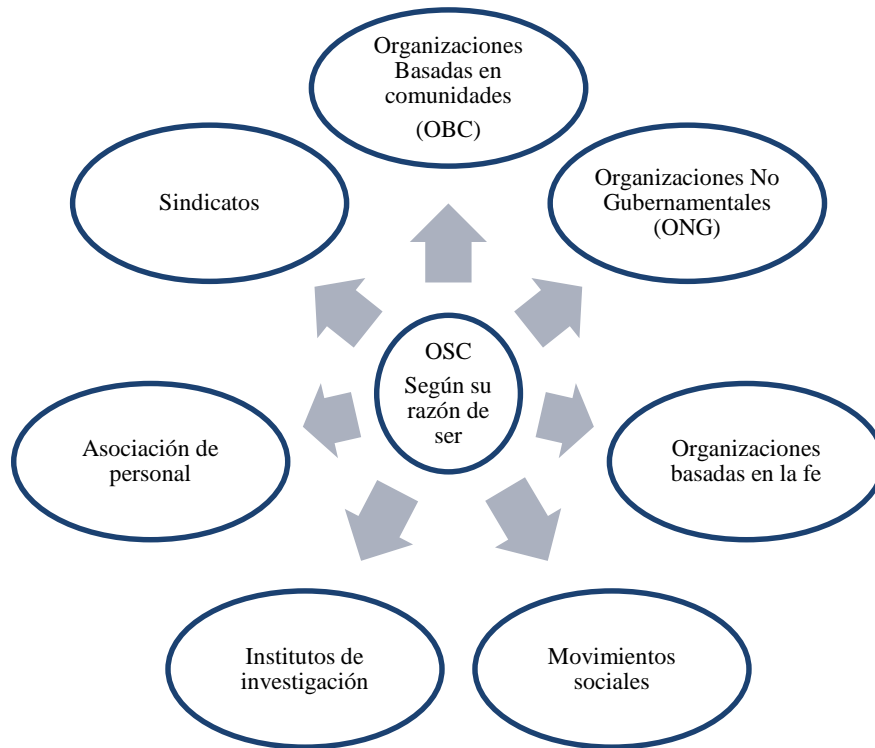 Organizaciones
Basadas en
comunidades
(OBC)
Organizaciones No
Gubernamentales
(ONG)
Organizaciones
basadas en la fe
Movimientos
sociales
Institutos de
investigación
Asociación de
personal
Sindicatos
OSC
Según su
razón de
ser